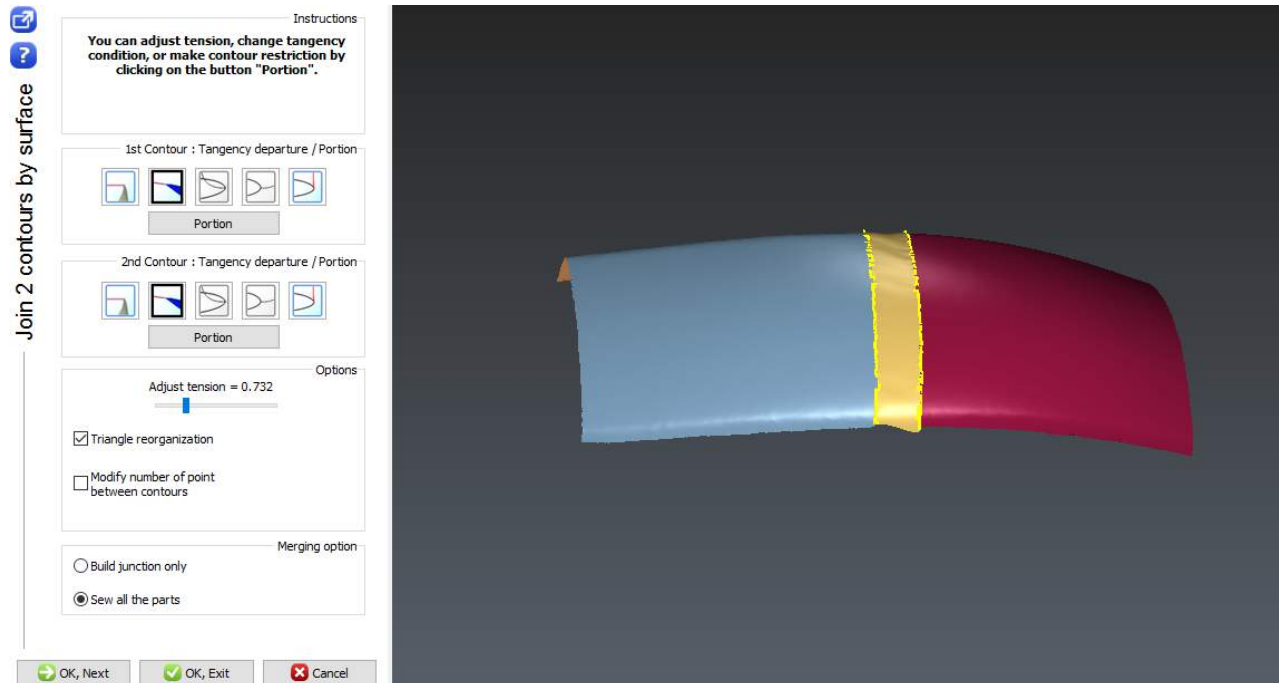 Join 2 contours by surface
?
Instructions
You can adjust tension, change tangency
condition, or make contour restriction by
clicking on the button "Portion".
1st Contour : Tangency departure / Portion
Portion
2nd Contour : Tangency departure / Portion
Portion
Options
Adjust tension = 0.732
Triangle reorganization
Modify number of point
between contours
Merging option
Build junction only
Sew all the parts
OK, Next
OK, Exit
Cancel